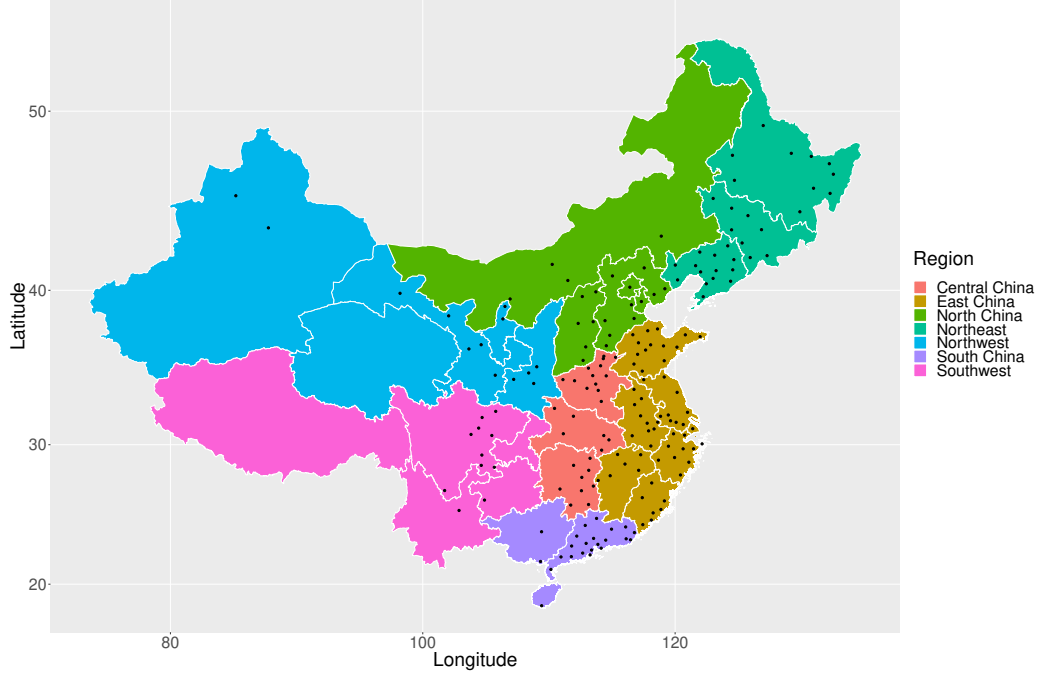 50
40
30
20
80
100
120
Latitude
Longitude
Region
Central China
East China
North China
Northeast
Northwest
South China
Southwest